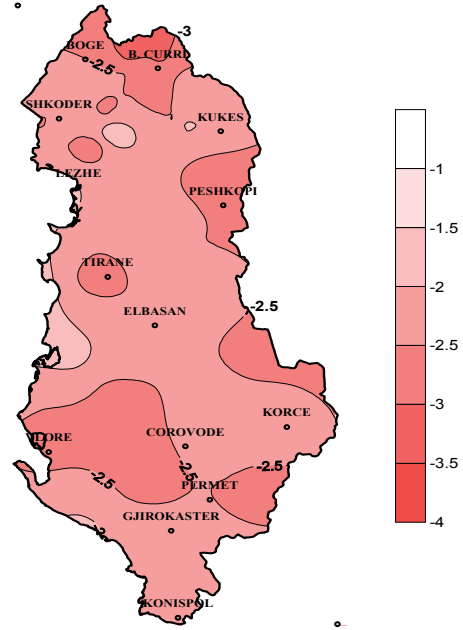 -3
BOGE
B. CURRI
-2.5
SHKODER
KUKES
-1
LEZHE
PESHKOPI
-1.5
TIRANE
-2
-2.5
ELBASAN
-2.5
-3
KORCE
VLORE
COROVODE
-3.5
-2.5
-2.5
-2.5
PERMET
GJIROKASTER
-2
-4
KONISPOL